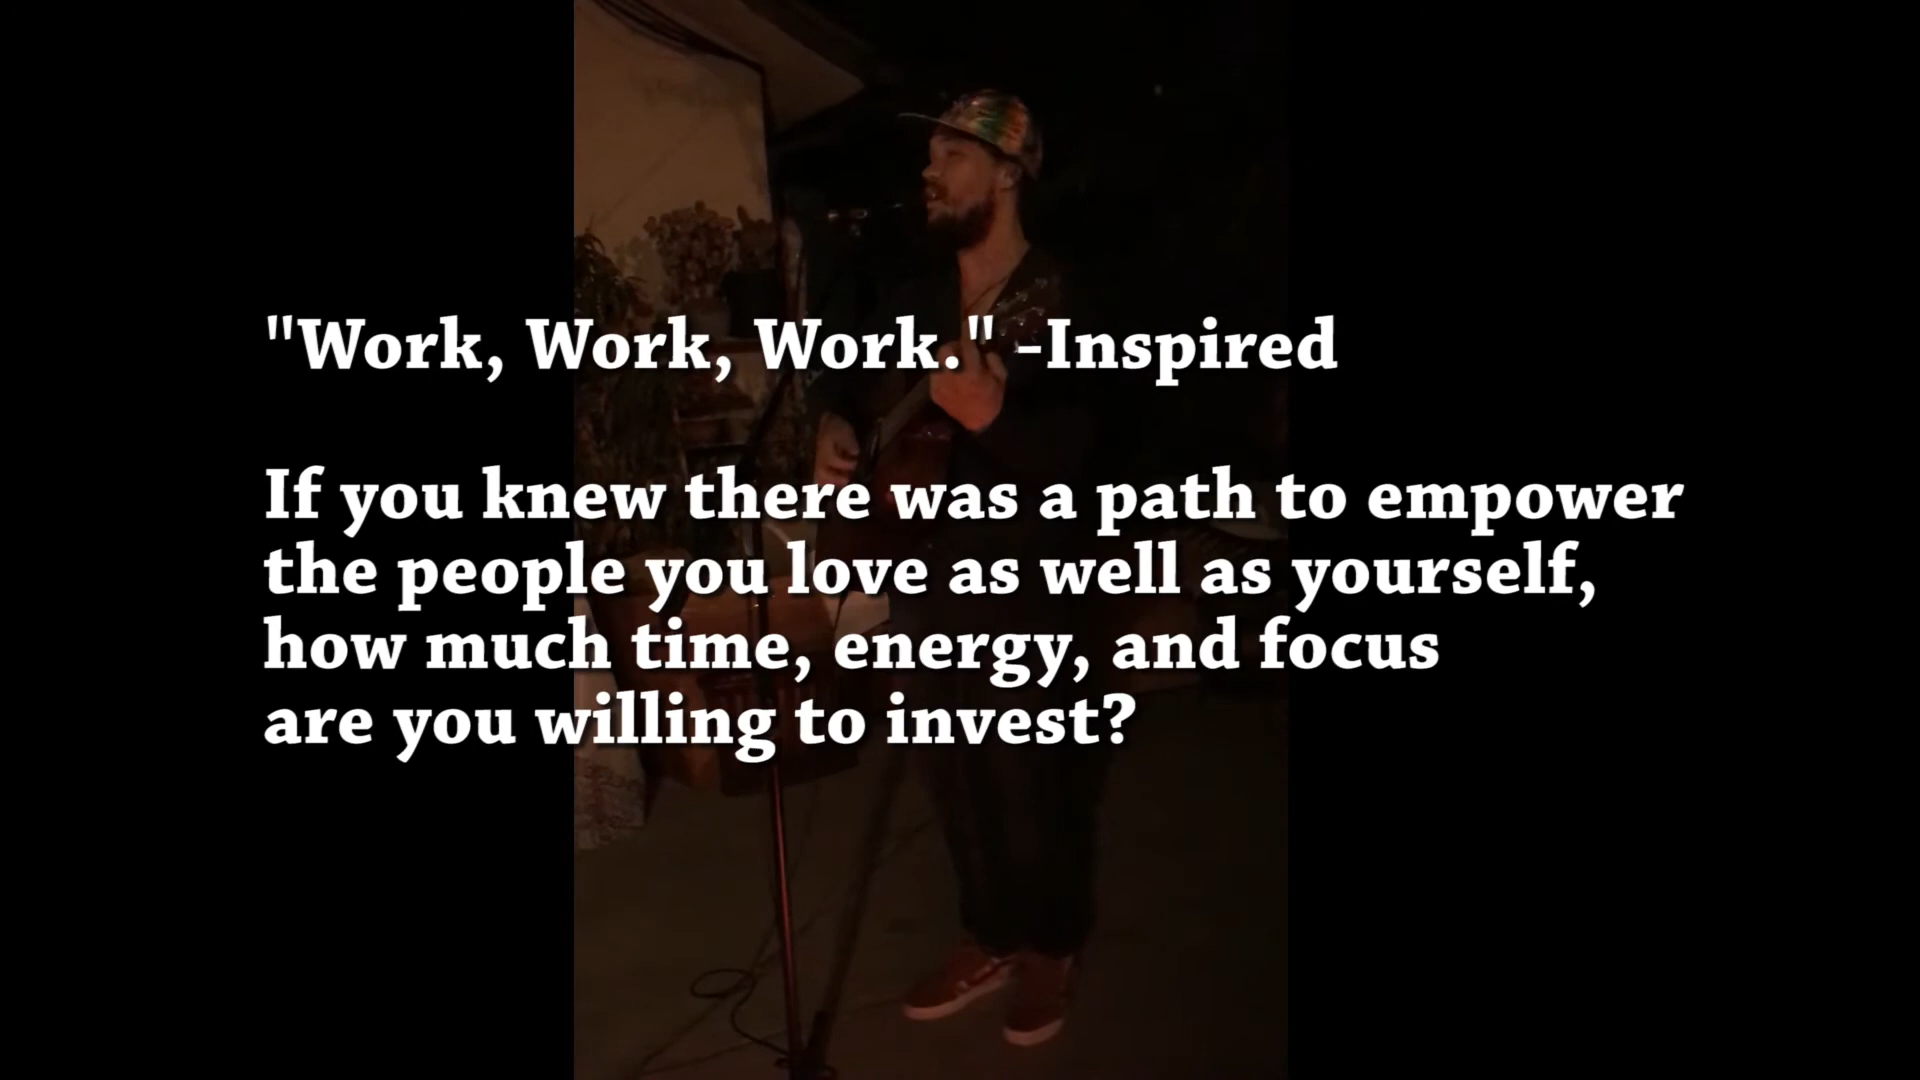 "Work, Work, Work." -Inspired
If you knew there was a path to empower
the people you love as well as yourself,
how much time, energy, and focus
are you willing to invest?